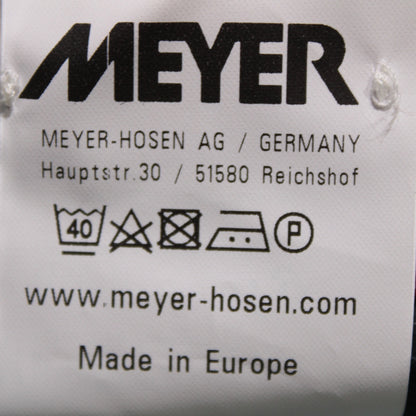 MEYER
MEYER-HOSEN AG / GERMANY
Hauptstr.30 / 51580 Reichshof
40 P
www.meyer-hosen.com
Made in Europe